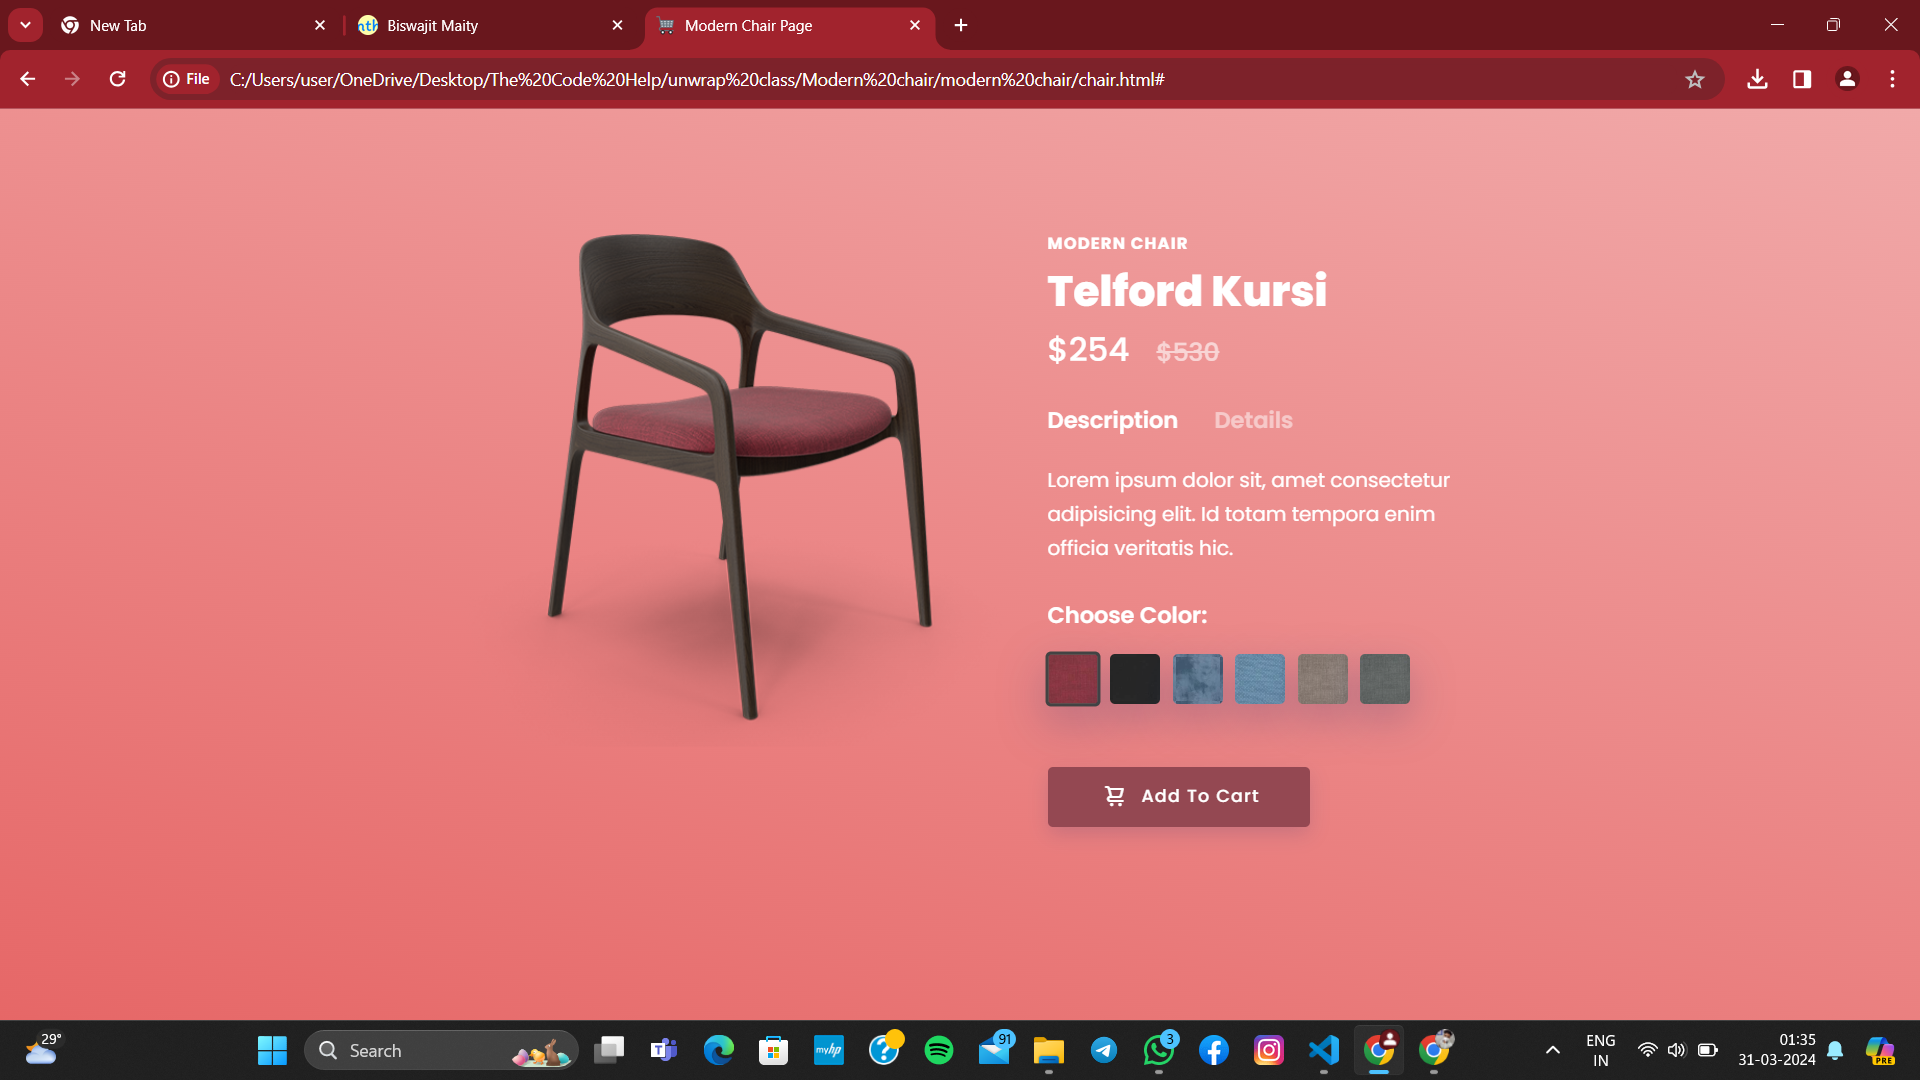 New Tab
Biswajit Maity
Modern Chair Page
File
C:/Users/user/OneDrive/Desktop/The%20Code%20Help/unwrap%20class/Modern%20chair/modern%20chair/chair.html#
MODERN CHAIR
Telford Kursi
$254 $530
Description Details
Lorem ipsum dolor sit, amet consectetur
adipisicing elit. Id totam tempora enim
officia veritatis hic.
Choose Color:
Add To Cart
29°
Search
myhp
91
3
ENG
IN
01:35
31-03-2024
PRE